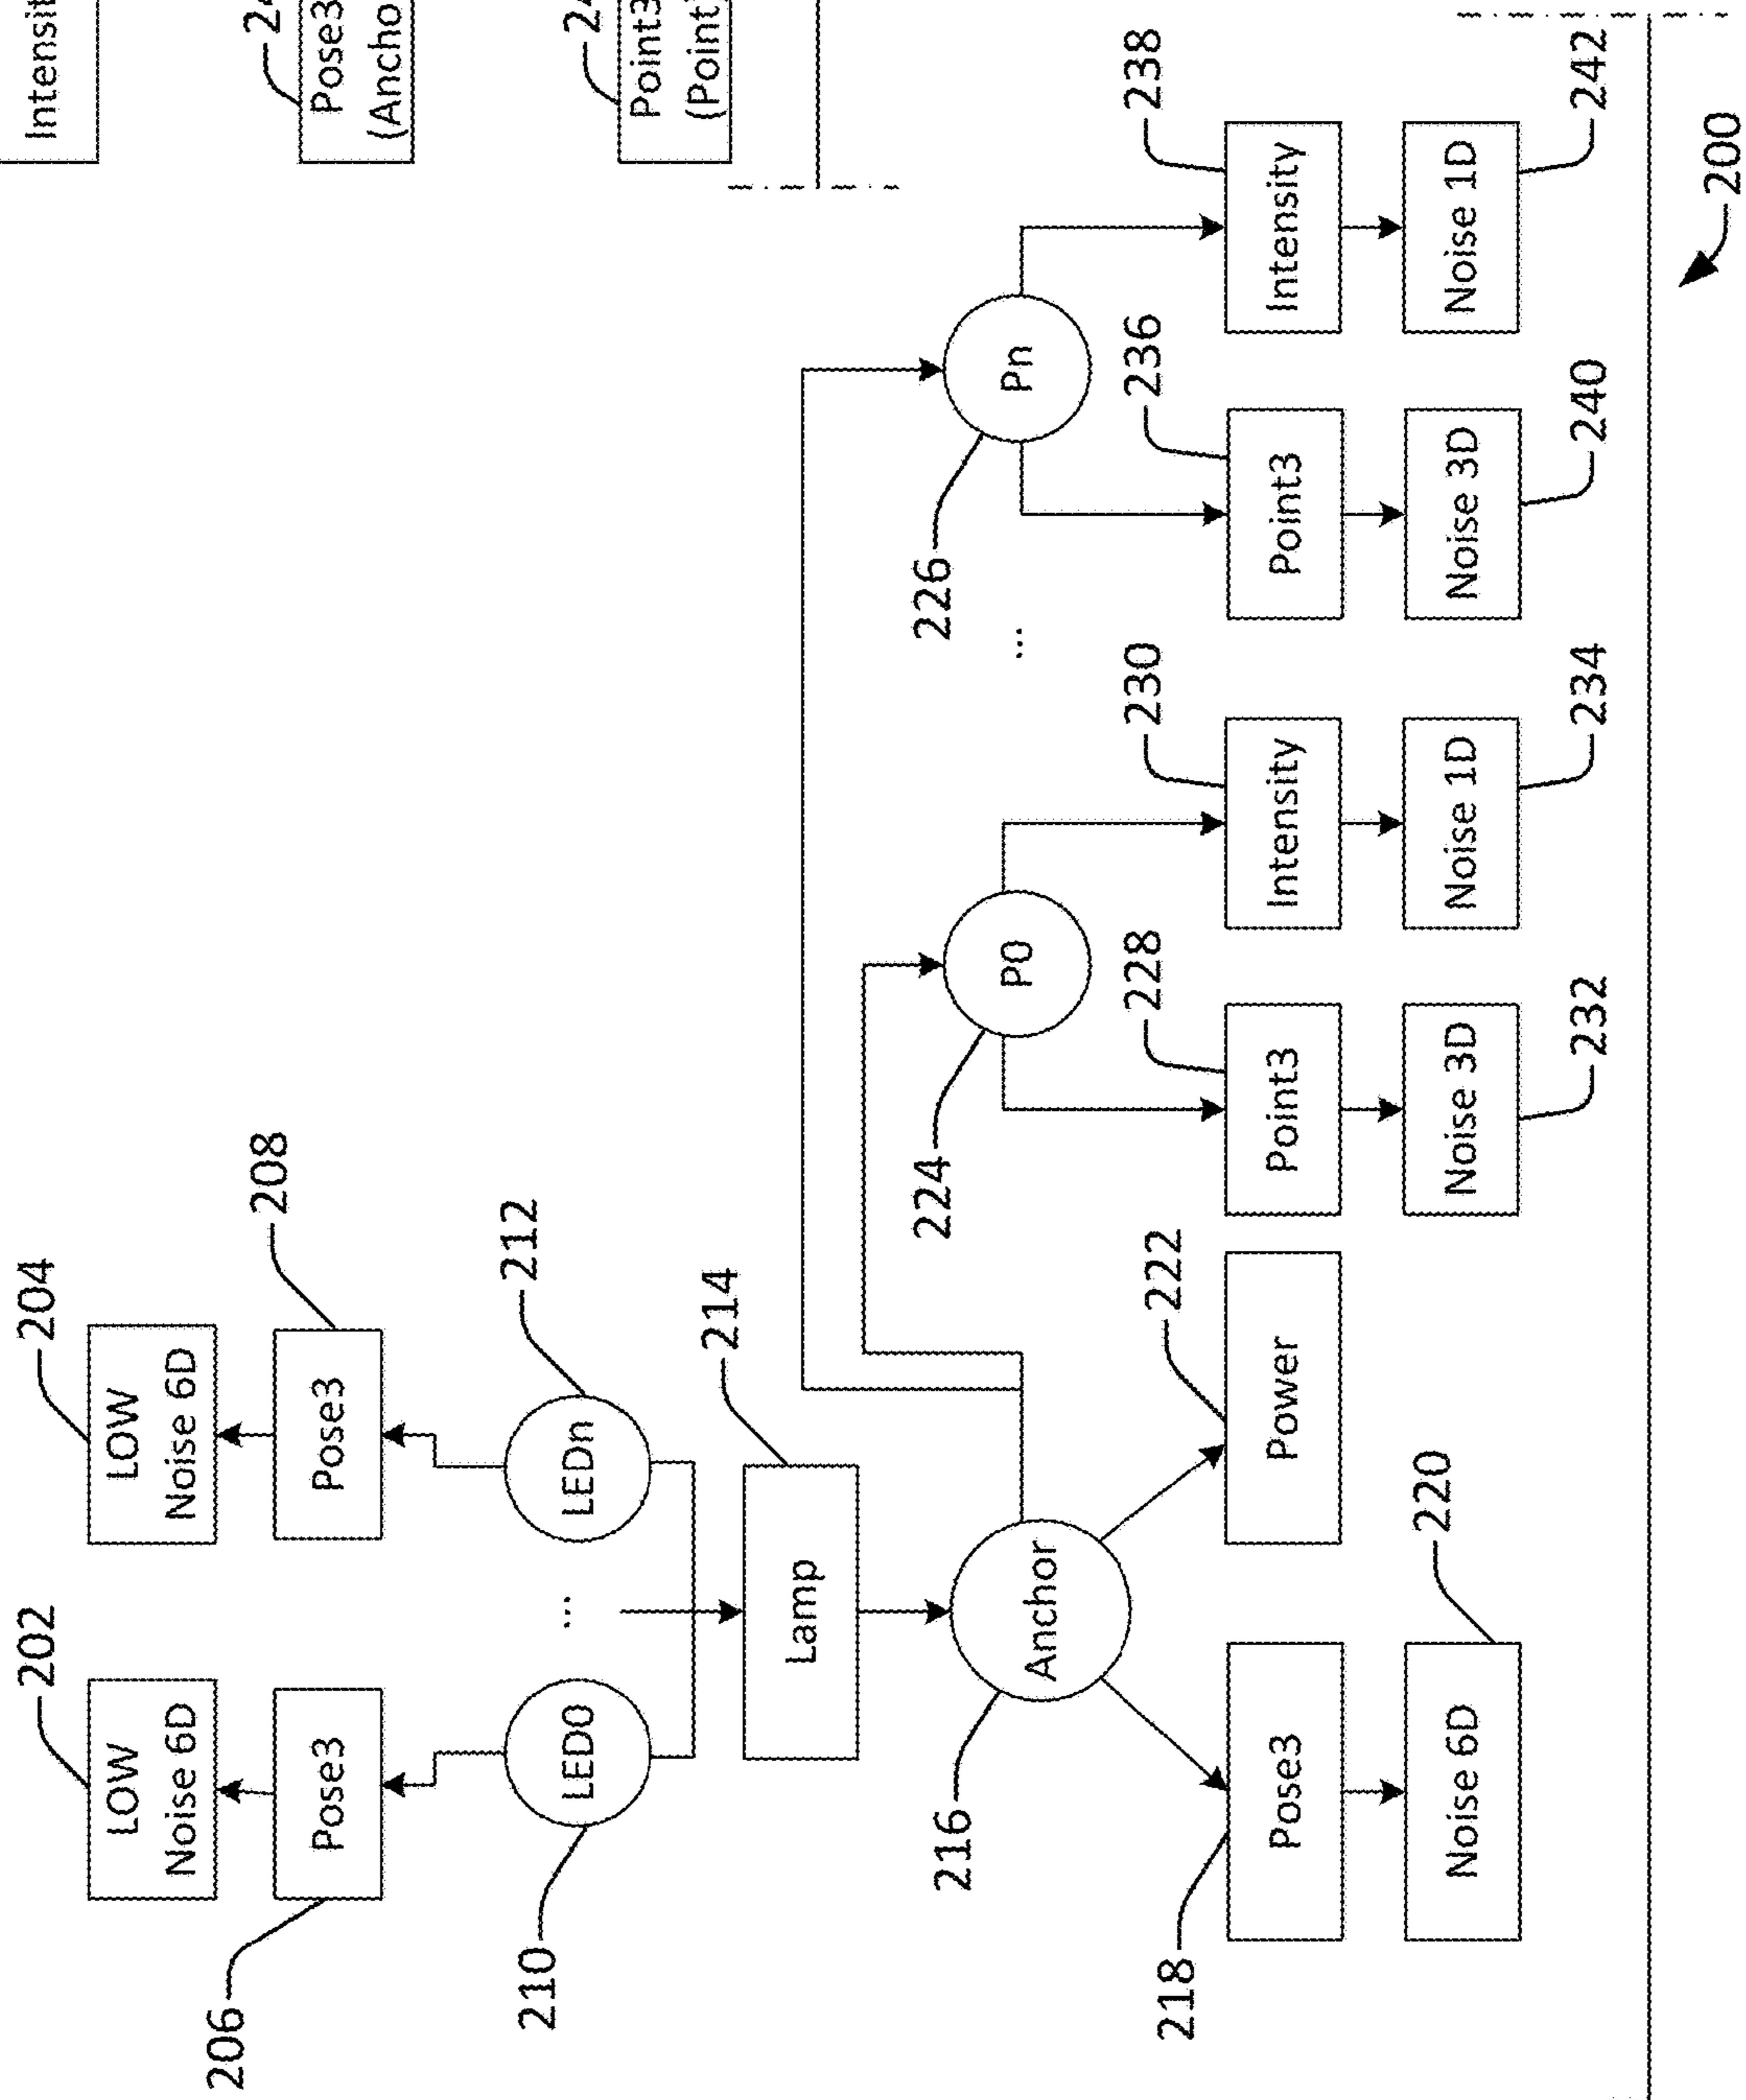 202
204
LOW
Noise 6D
LOW
Noise 6D
206
Pose3
Pose3
208
210
LED0
...
LEDn
212
Lamp
214
216
Anchor
218
Pose3
Power
222
Noise 6D
220
224
P0
226
Pn
...
Point3
228
Intensity
230
Point3
236
Intensity
238
Noise 3D
232
Noise 1D
234
Noise 3D
240
Noise 1D
242
200
Intensit
24
Pose3
(Ancho
24
Point3
(Point